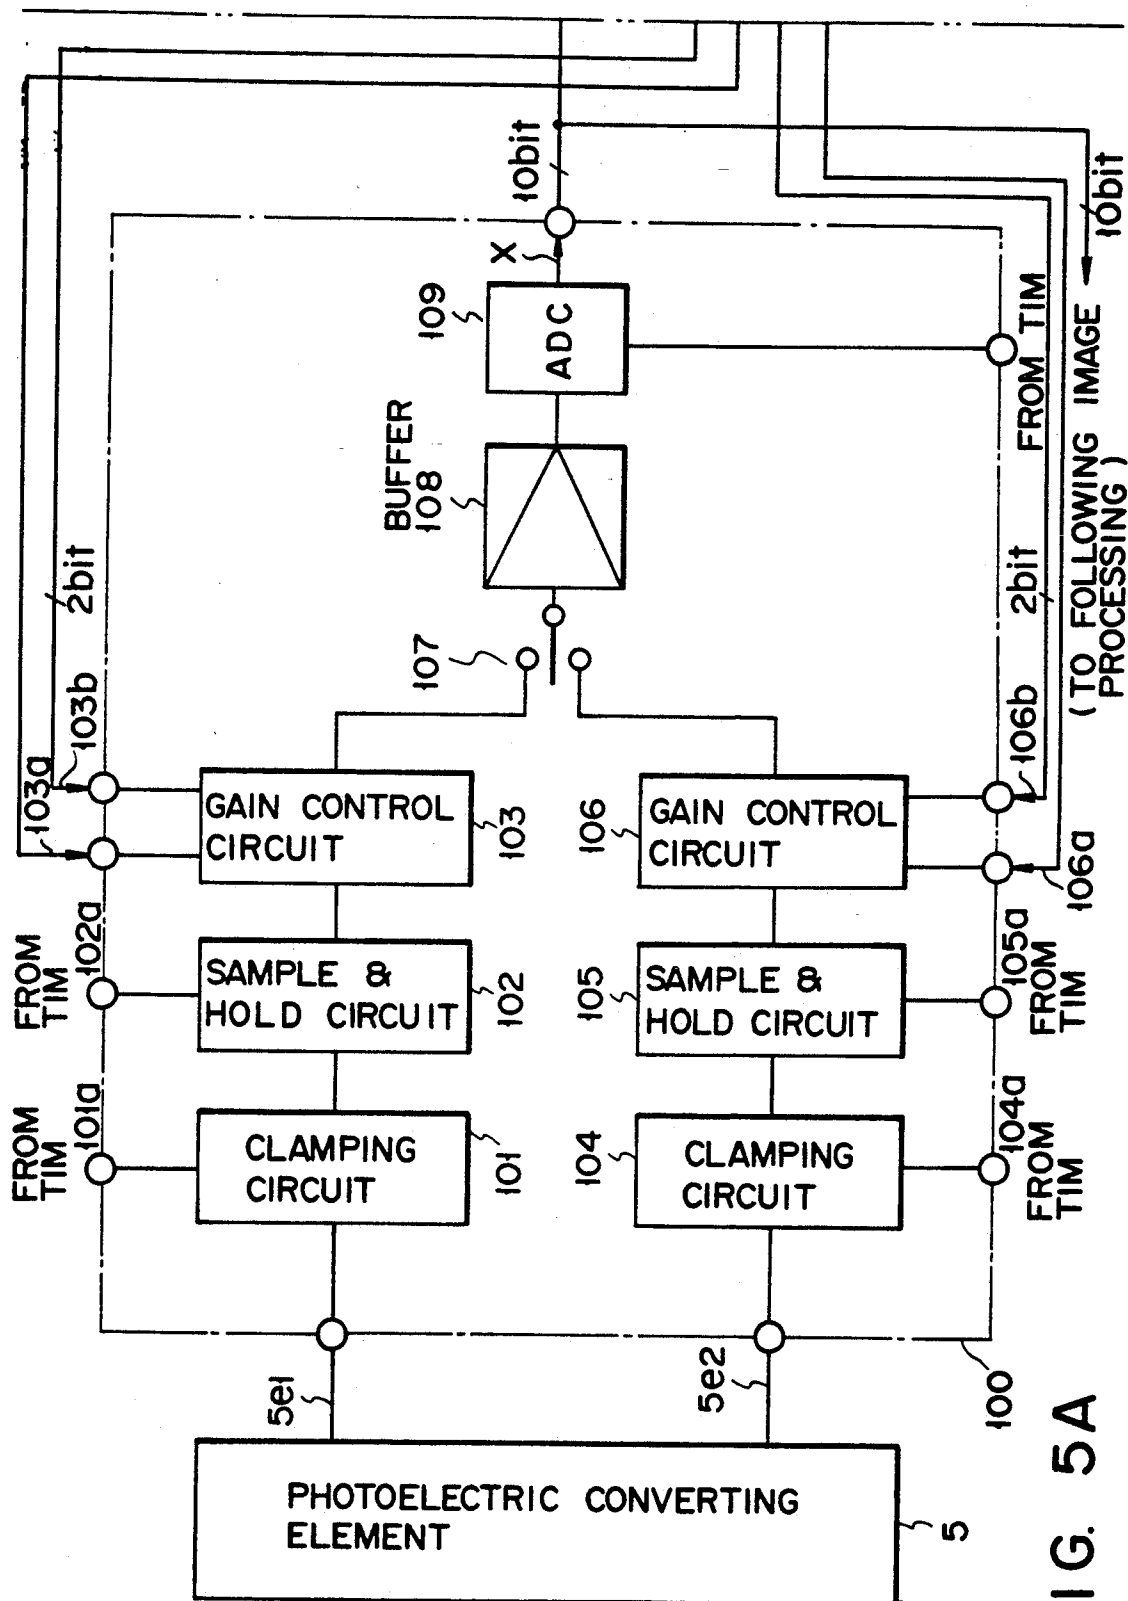 10bit
10bit
X
109
ADC
FROM TIM
BUFFER
108
2bit
2bit
(TO FOLLOWING IMAGE
PROCESSING)
107
103a
103b
GAIN CONTROL
CIRCUIT
103
106
GAIN CONTROL
CIRCUIT
106b
106a
FROM
TIM
102a
SAMPLE &
HOLD CIRCUIT
102
105
SAMPLE &
HOLD CIRCUIT
105a
FROM
TIM
FROM
TIM
101a
CLAMPING
CIRCUIT
101
104
CLAMPING
CIRCUIT
104a
FROM
TIM
5e1
5e2
100
PHOTOELECTRIC CONVERTING
ELEMENT
5
IG. 5A